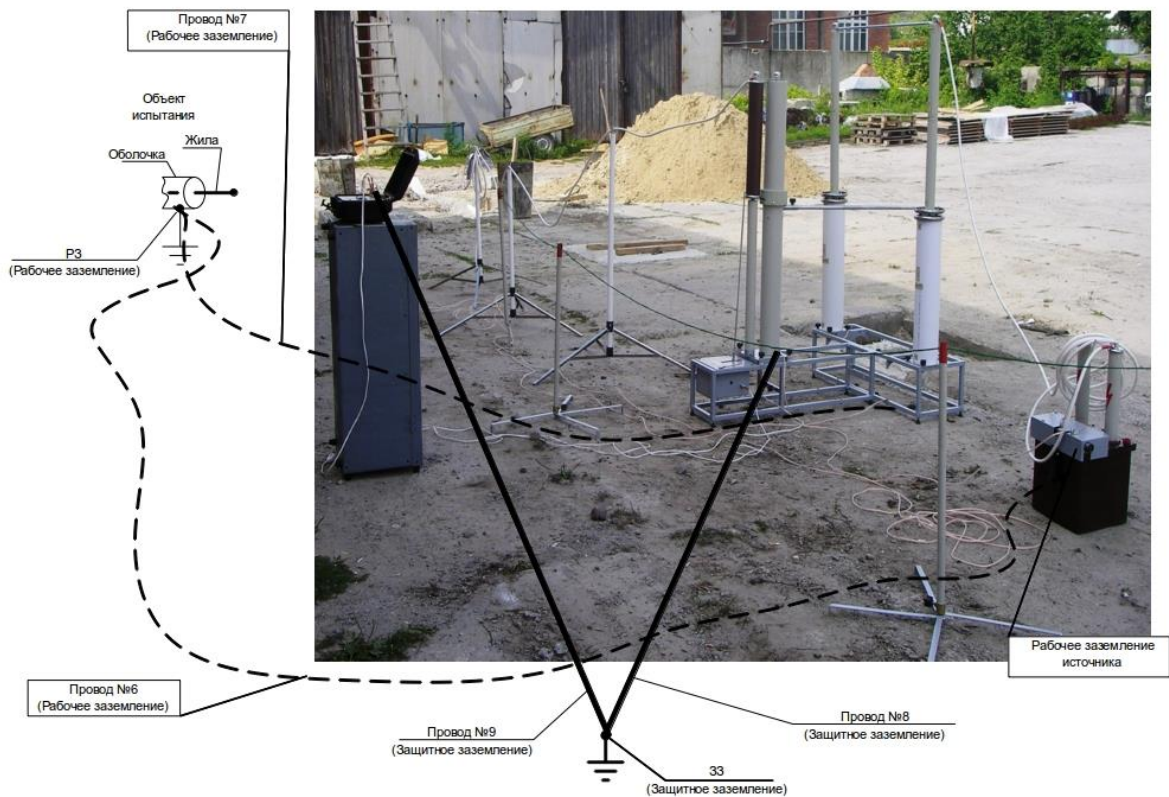 Провод №7
(Рабочее заземление)
Объект
испытания
Жила
Оболочка
РЗ
(Рабочее заземление)
Рабочее заземление
источника
Провод №6
(Рабочее заземление)
Провод №9
(Защитное заземление)
Провод №8
(Защитное заземление)
ЗЗ
(Защитное заземление)